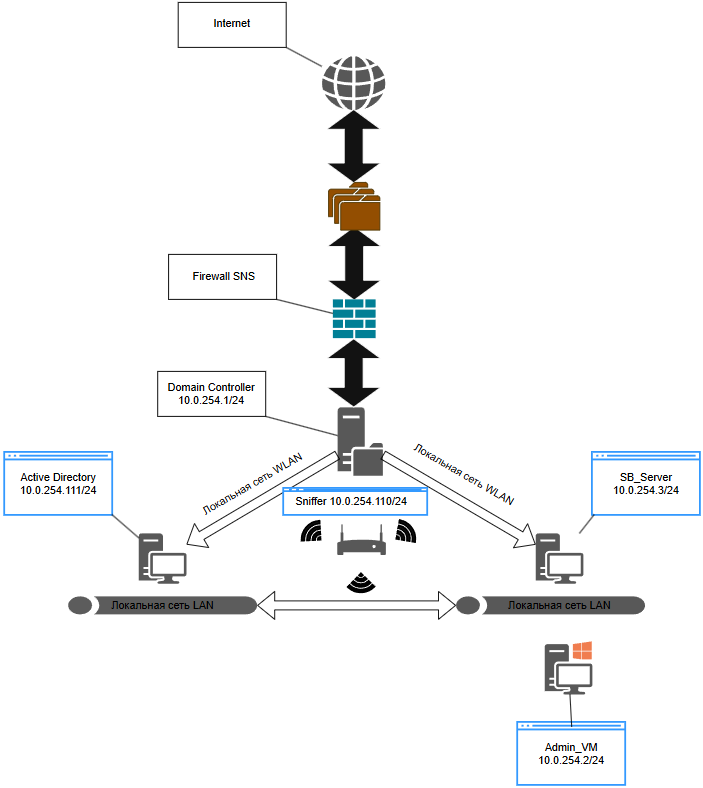 Internet
Firewall SNS
Domain Controller
10.0.254.1/24
Локальная сеть WLAN
Локальная сеть WLAN
Active Directory
10.0.254.111/24
SB_Server
10.0.254.3/24
Sniffer 10.0.254.110/24
Локальная сеть LAN
Локальная сеть LAN
Admin_VM
10.0.254.2/24